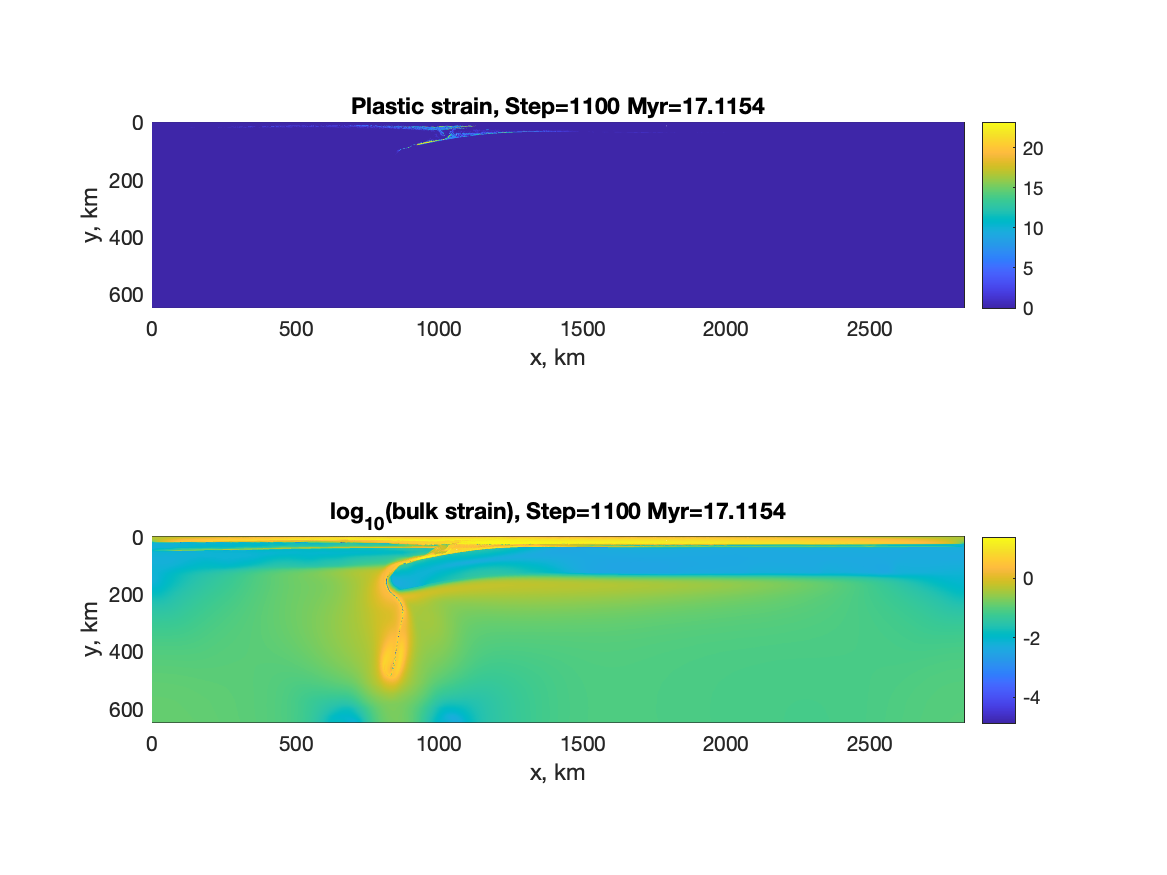 Plastic strain, Step=1100 Myr=17.1154
0
200
400
600
y, km
0 500 1000 1500 2000 2500
x, km
20
15
10
5
0
log10(bulk strain), Step=1100 Myr=17.1154
0
200
400
600
y, km
0 500 1000 1500 2000 2500
x, km
0
-2
-4